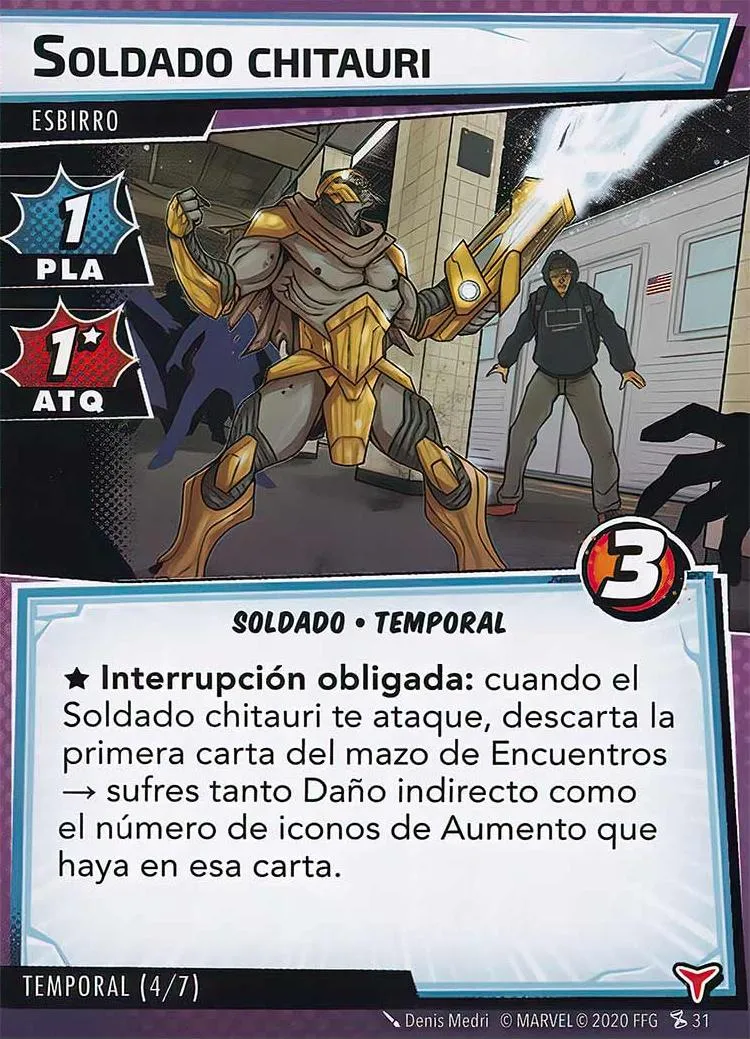 SOLDADO CHITAURI
ESBIRRO
1
PLA
1★
ATQ
3
SOLDADO • TEMPORAL
★ Interrupción obligada: cuando el
Soldado chitauri te ataque, descarta la
primera carta del mazo de Encuentros
→ sufres tanto Daño indirecto como
el número de iconos de Aumento que
haya en esa carta.
TEMPORAL (4/7)
Denis Medri © MARVEL © 2020 FFG 31